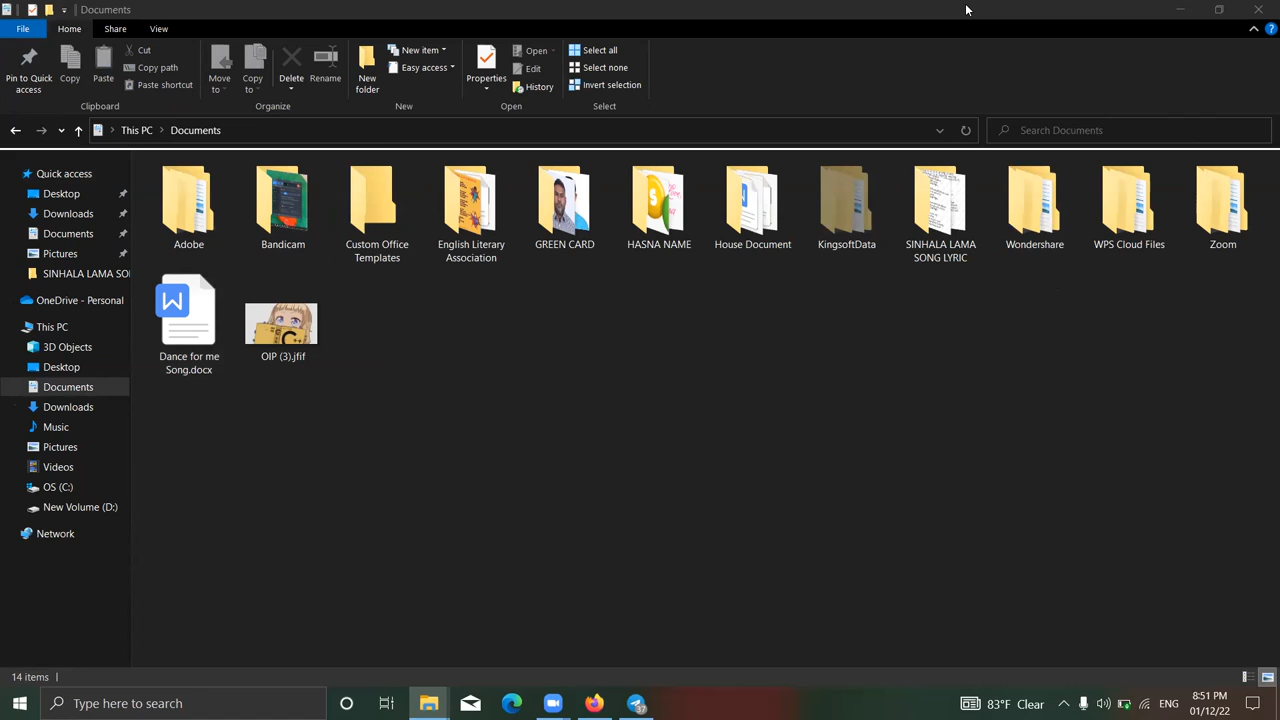 Documents
File Home Share View
Pin to Quick access
Copy
Paste
Cut
Copy path
Paste shortcut
Clipboard
Move to
Copy to
Delete
Rename
Organize
New folder
New item
Easy access
New
Properties
Open
Edit
History
Open
Select all
Select none
Invert selection
Select
This PC > Documents
Search Documents
Quick access
Desktop
Downloads
Documents
Pictures
SINHALA LAMA SO
OneDrive - Personal
This PC
3D Objects
Desktop
Documents
Downloads
Music
Pictures
Videos
OS (C:)
New Volume (D:)
Network
Adobe
Bandicam
Custom Office
Templates
English Literary
Association
GREEN CARD
HASNA NAME
House Document
KingsoftData
SINHALA LAMA
SONG LYRIC
Wondershare
WPS Cloud Files
Zoom
W
Dance for me
Song.docx
OIP (3).jfif
14 items
Type here to search
37
83°F Clear
ENG
8:51 PM
01/12/22